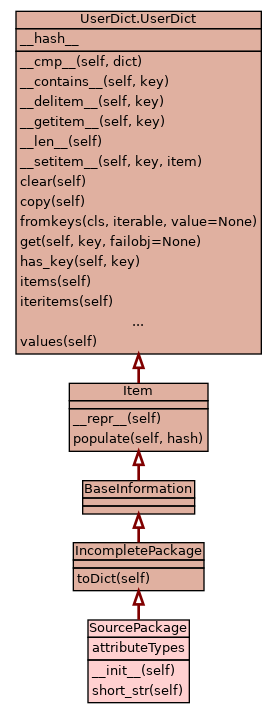 UserDict.UserDict
__hash__
__cmp__(self, dict)
__contains__(self, key)
__delitem__(self, key)
__getitem__(self, key)
__len__(self)
__setitem__(self, key, item)
clear(self)
copy(self)
fromkeys(cls, iterable, value=None)
get(self, key, failobj=None)
has_key(self, key)
items(self)
iteritems(self)
...
values(self)
Item
__repr__(self)
populate(self, hash)
BaseInformation
IncompletePackage
toDict(self)
SourcePackage
attributeTypes
__init__(self)
short_str(self)